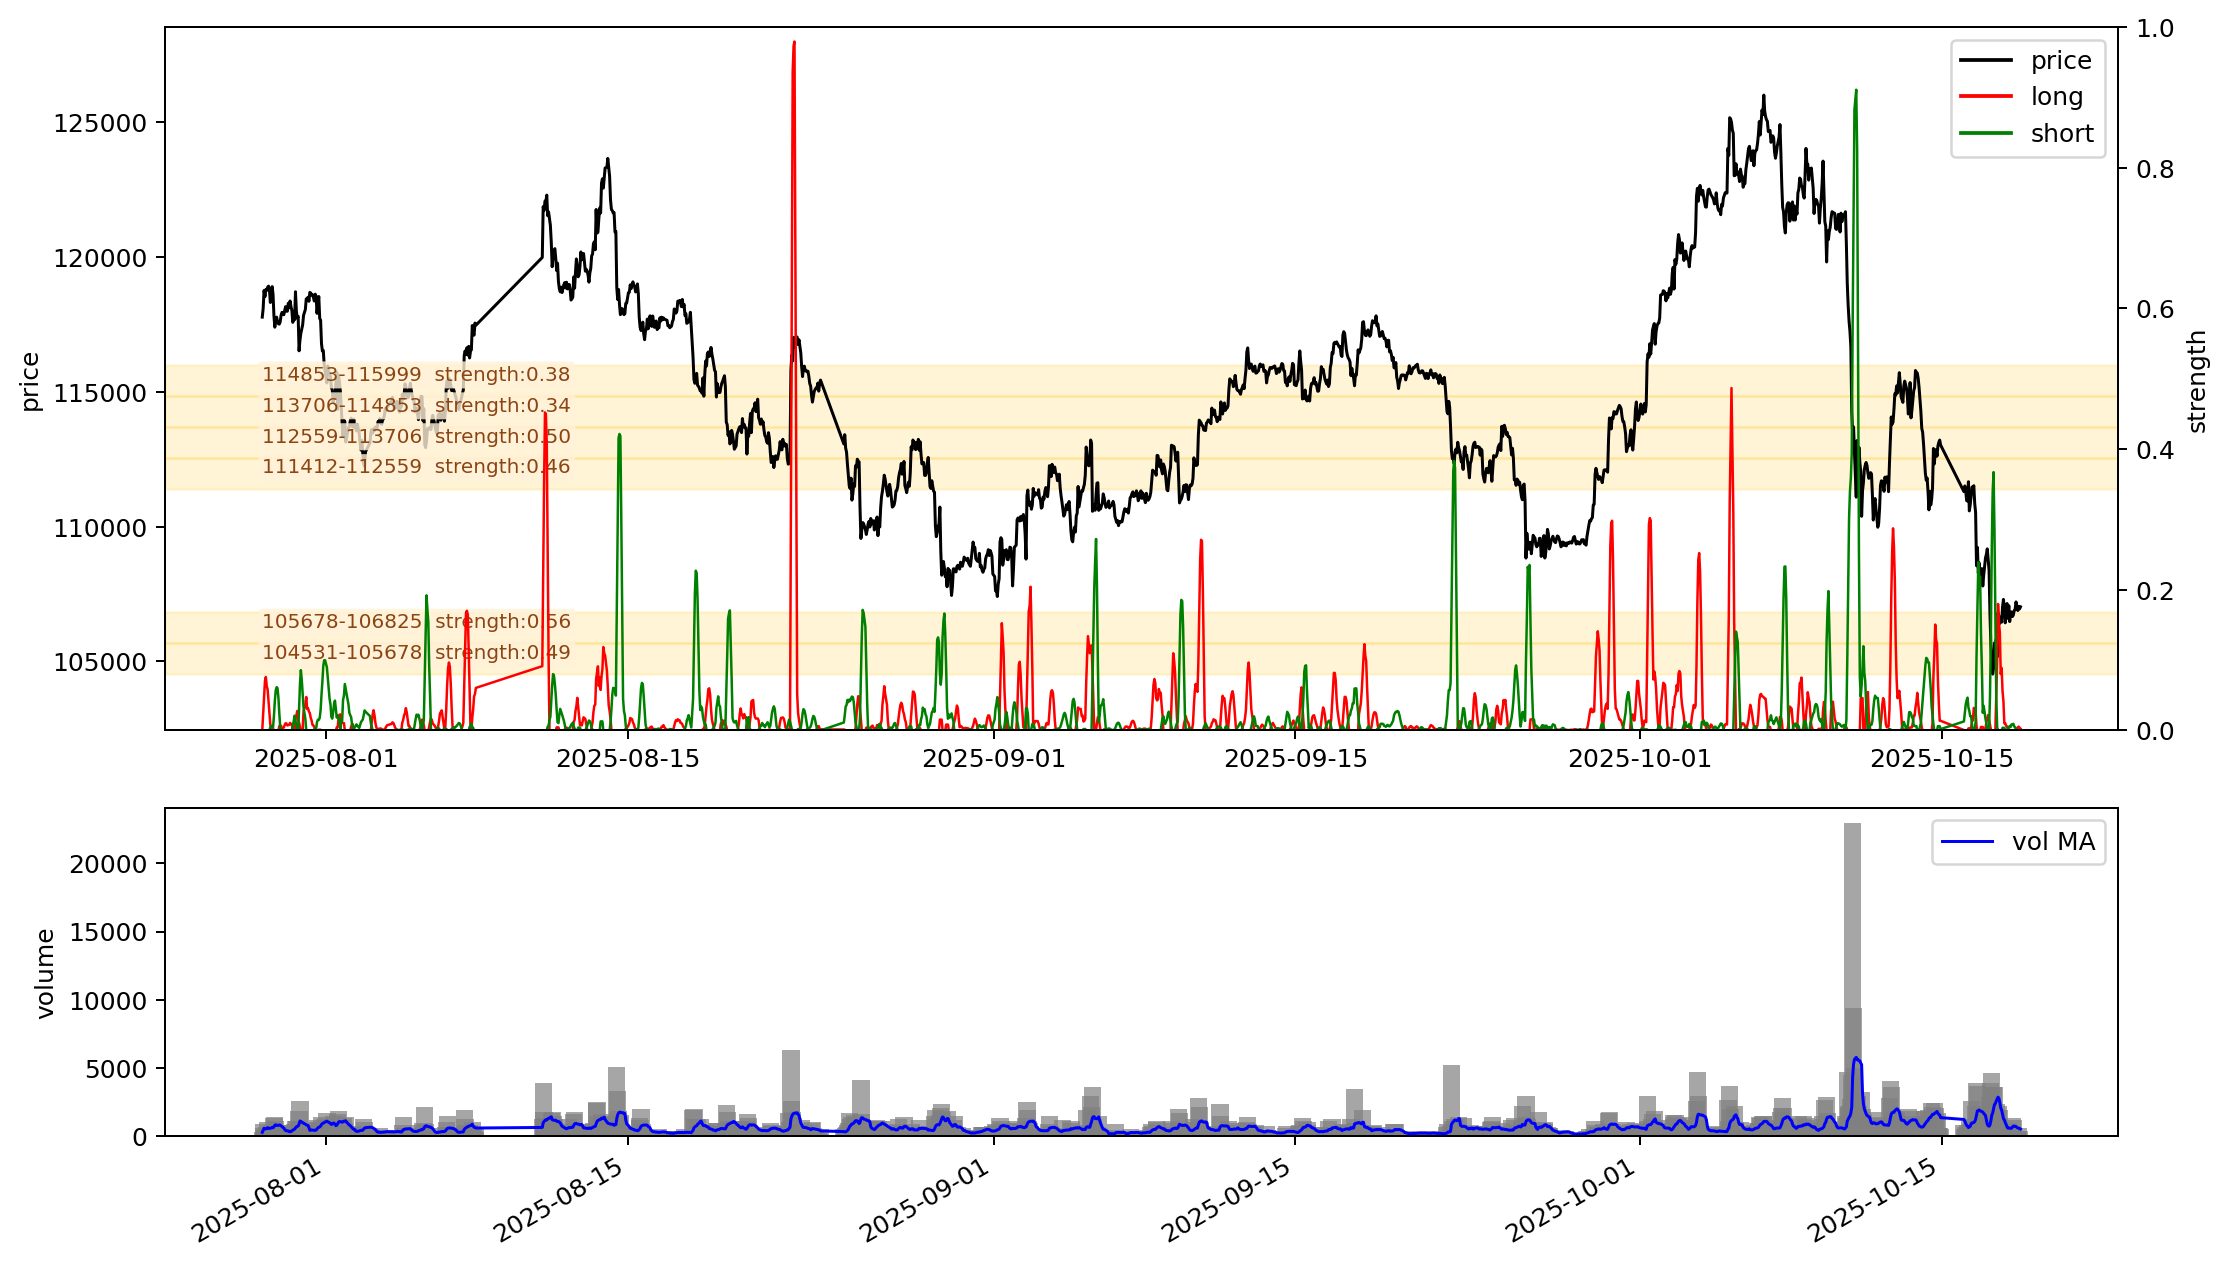 price
long
short
125000
120000
115000
110000
105000
price
1.0
0.8
0.6
0.4
0.2
0.0
strength
114853-115999 strength:0.38
113706-114853 strength:0.34
112559-113706 strength:0.50
111412-112559 strength:0.46
105678-106825 strength:0.56
104531-105678 strength:0.49
2025-08-01 2025-08-15 2025-09-01 2025-09-15 2025-10-01 2025-10-15
vol MA
20000
15000
10000
5000
0
volume
2025-08-01 2025-08-15 2025-09-01 2025-09-15 2025-10-01 2025-10-15